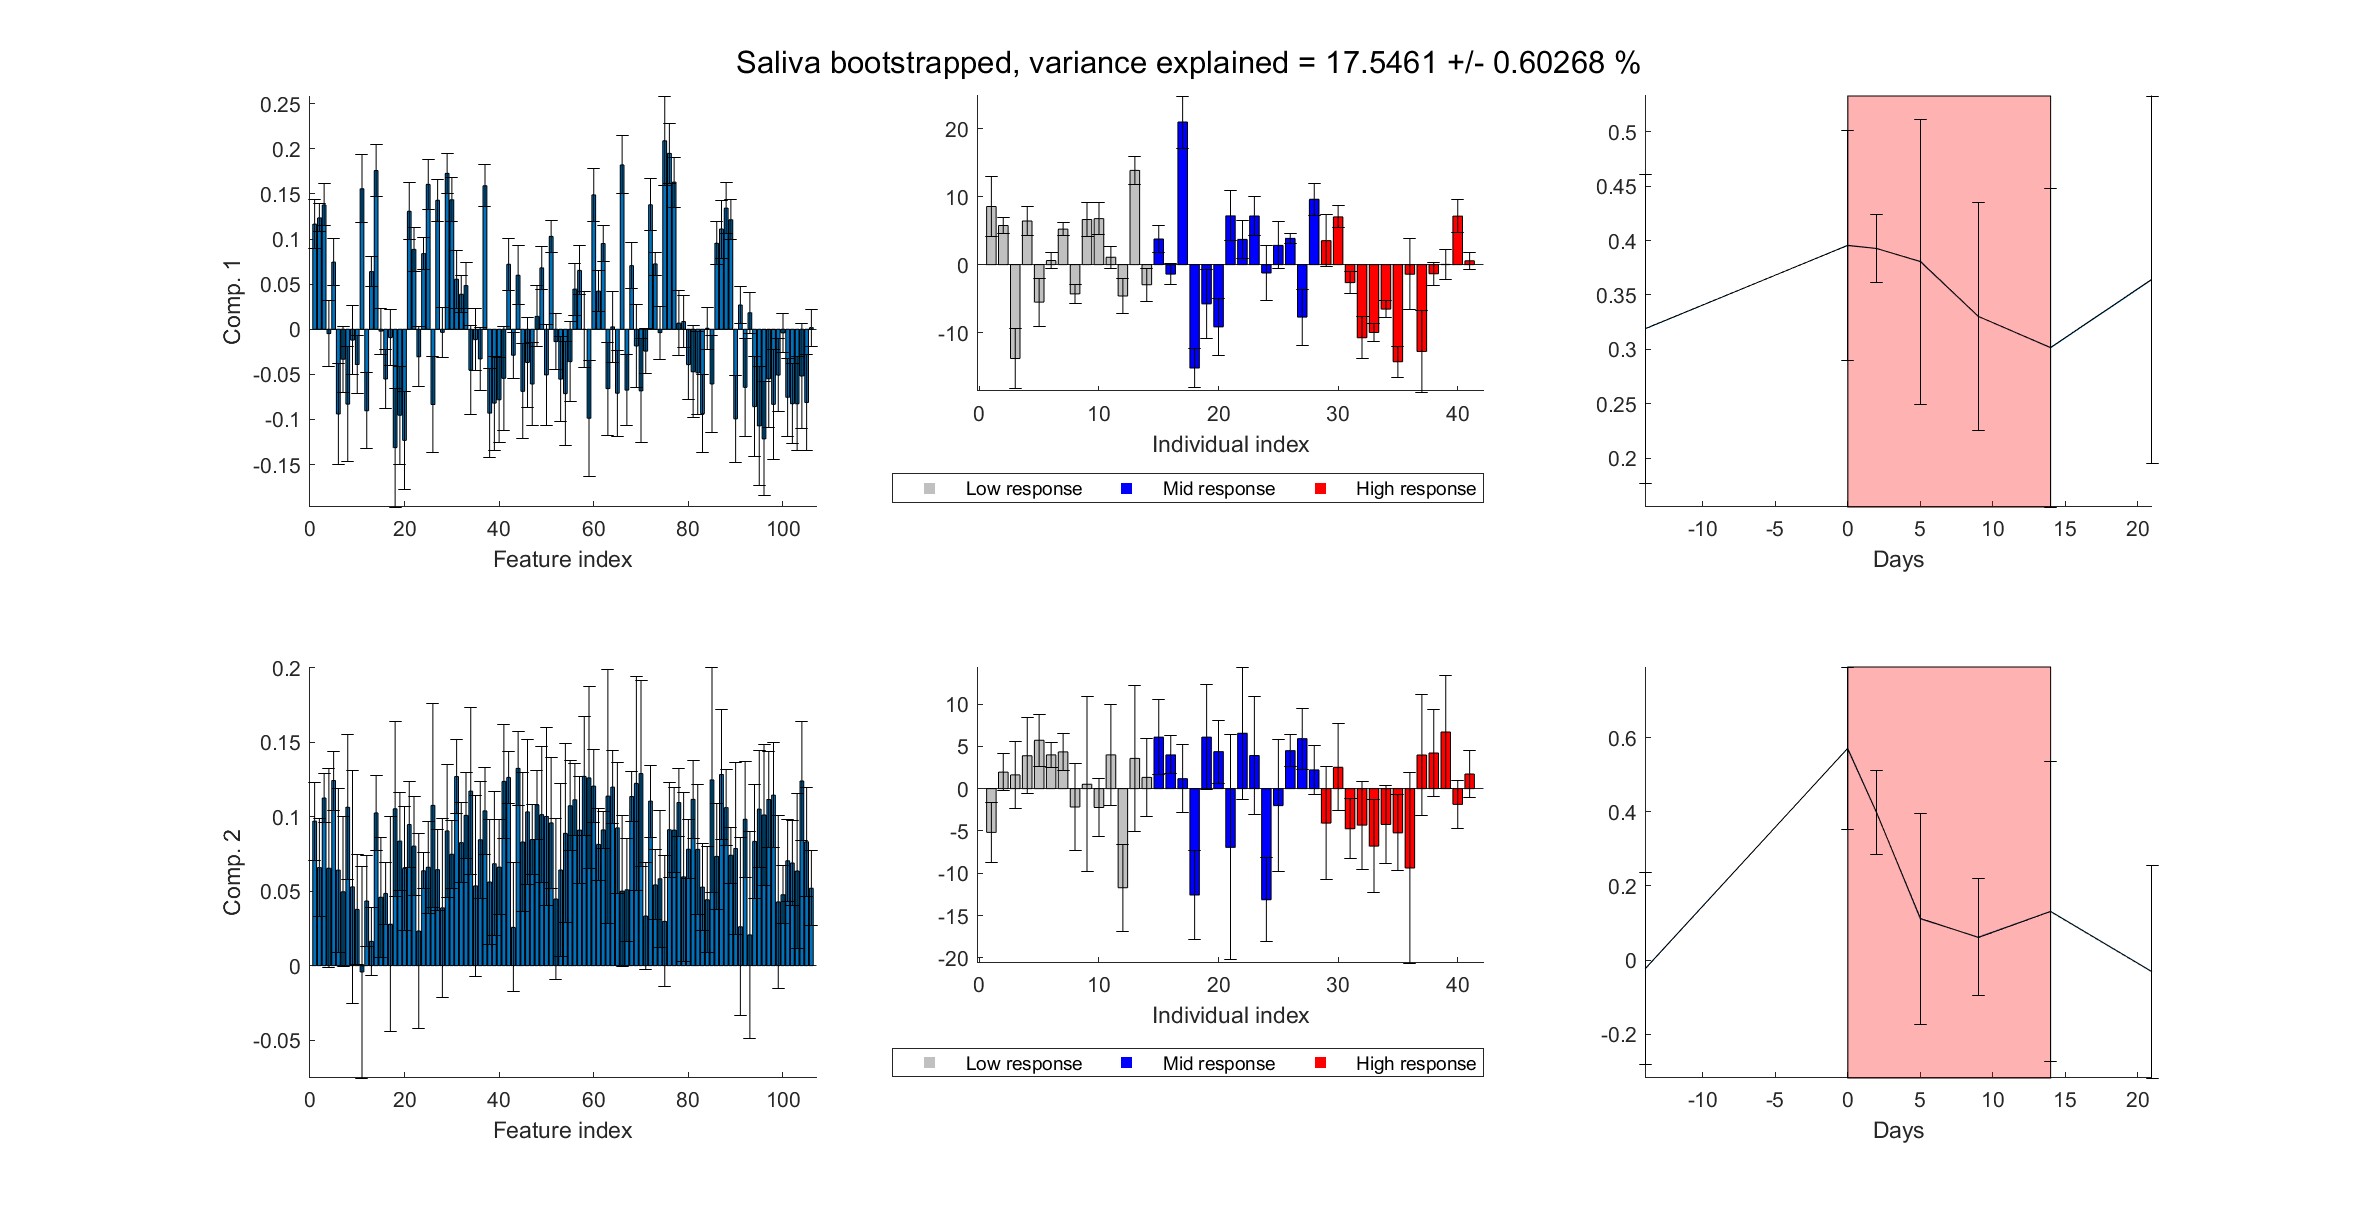 Saliva bootstrapped, variance explained = 17.5461 +/- 0.60268 %
Comp. 1
0.25
0.2
0.15
0.1
0.05
0
-0.05
-0.1
-0.15
0 20 40 60 80 100
Feature index
20
10
0
-10
0 10 20 30 40
Individual index
Low response Mid response High response
0.5
0.45
0.4
0.35
0.3
0.25
0.2
-10 -5 0 5 10 15 20
Days
Comp. 2
0.2
0.15
0.1
0.05
0
-0.05
0 20 40 60 80 100
Feature index
10
5
0
-5
-10
-15
-20
0 10 20 30 40
Individual index
Low response Mid response High response
0.6
0.4
0.2
0
-0.2
-10 -5 0 5 10 15 20
Days